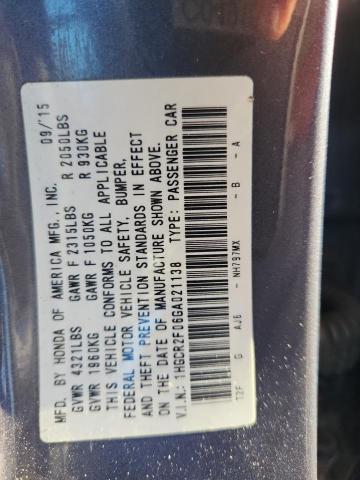 MFD. BY HONDA OF AMERICA MFG., INC. 09/'15
GVWR 4321LBS GAWR F 2315LBS R 2050LBS
GVWR 1960KG GAWR F 1050KG R 930KG
THIS VEHICLE CONFORMS TO ALL APPLICABLE
FEDERAL MOTOR VEHICLE SAFETY, BUMPER,
AND THEFT PREVENTION STANDARDS IN EFFECT
ON THE DATE OF MANUFACTURE SHOWN ABOVE.
V.I.N.: 1HGCR2F06GA021138 TYPE: PASSENGER CAR
T2F G AJ6 - NH797MX - B - A